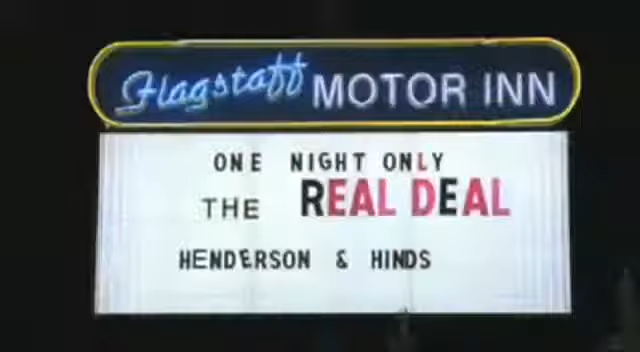 Flagstaff MOTOR INN
ONE NIGHT ONLY
THE REAL DEAL
HENDERSON & HINDS